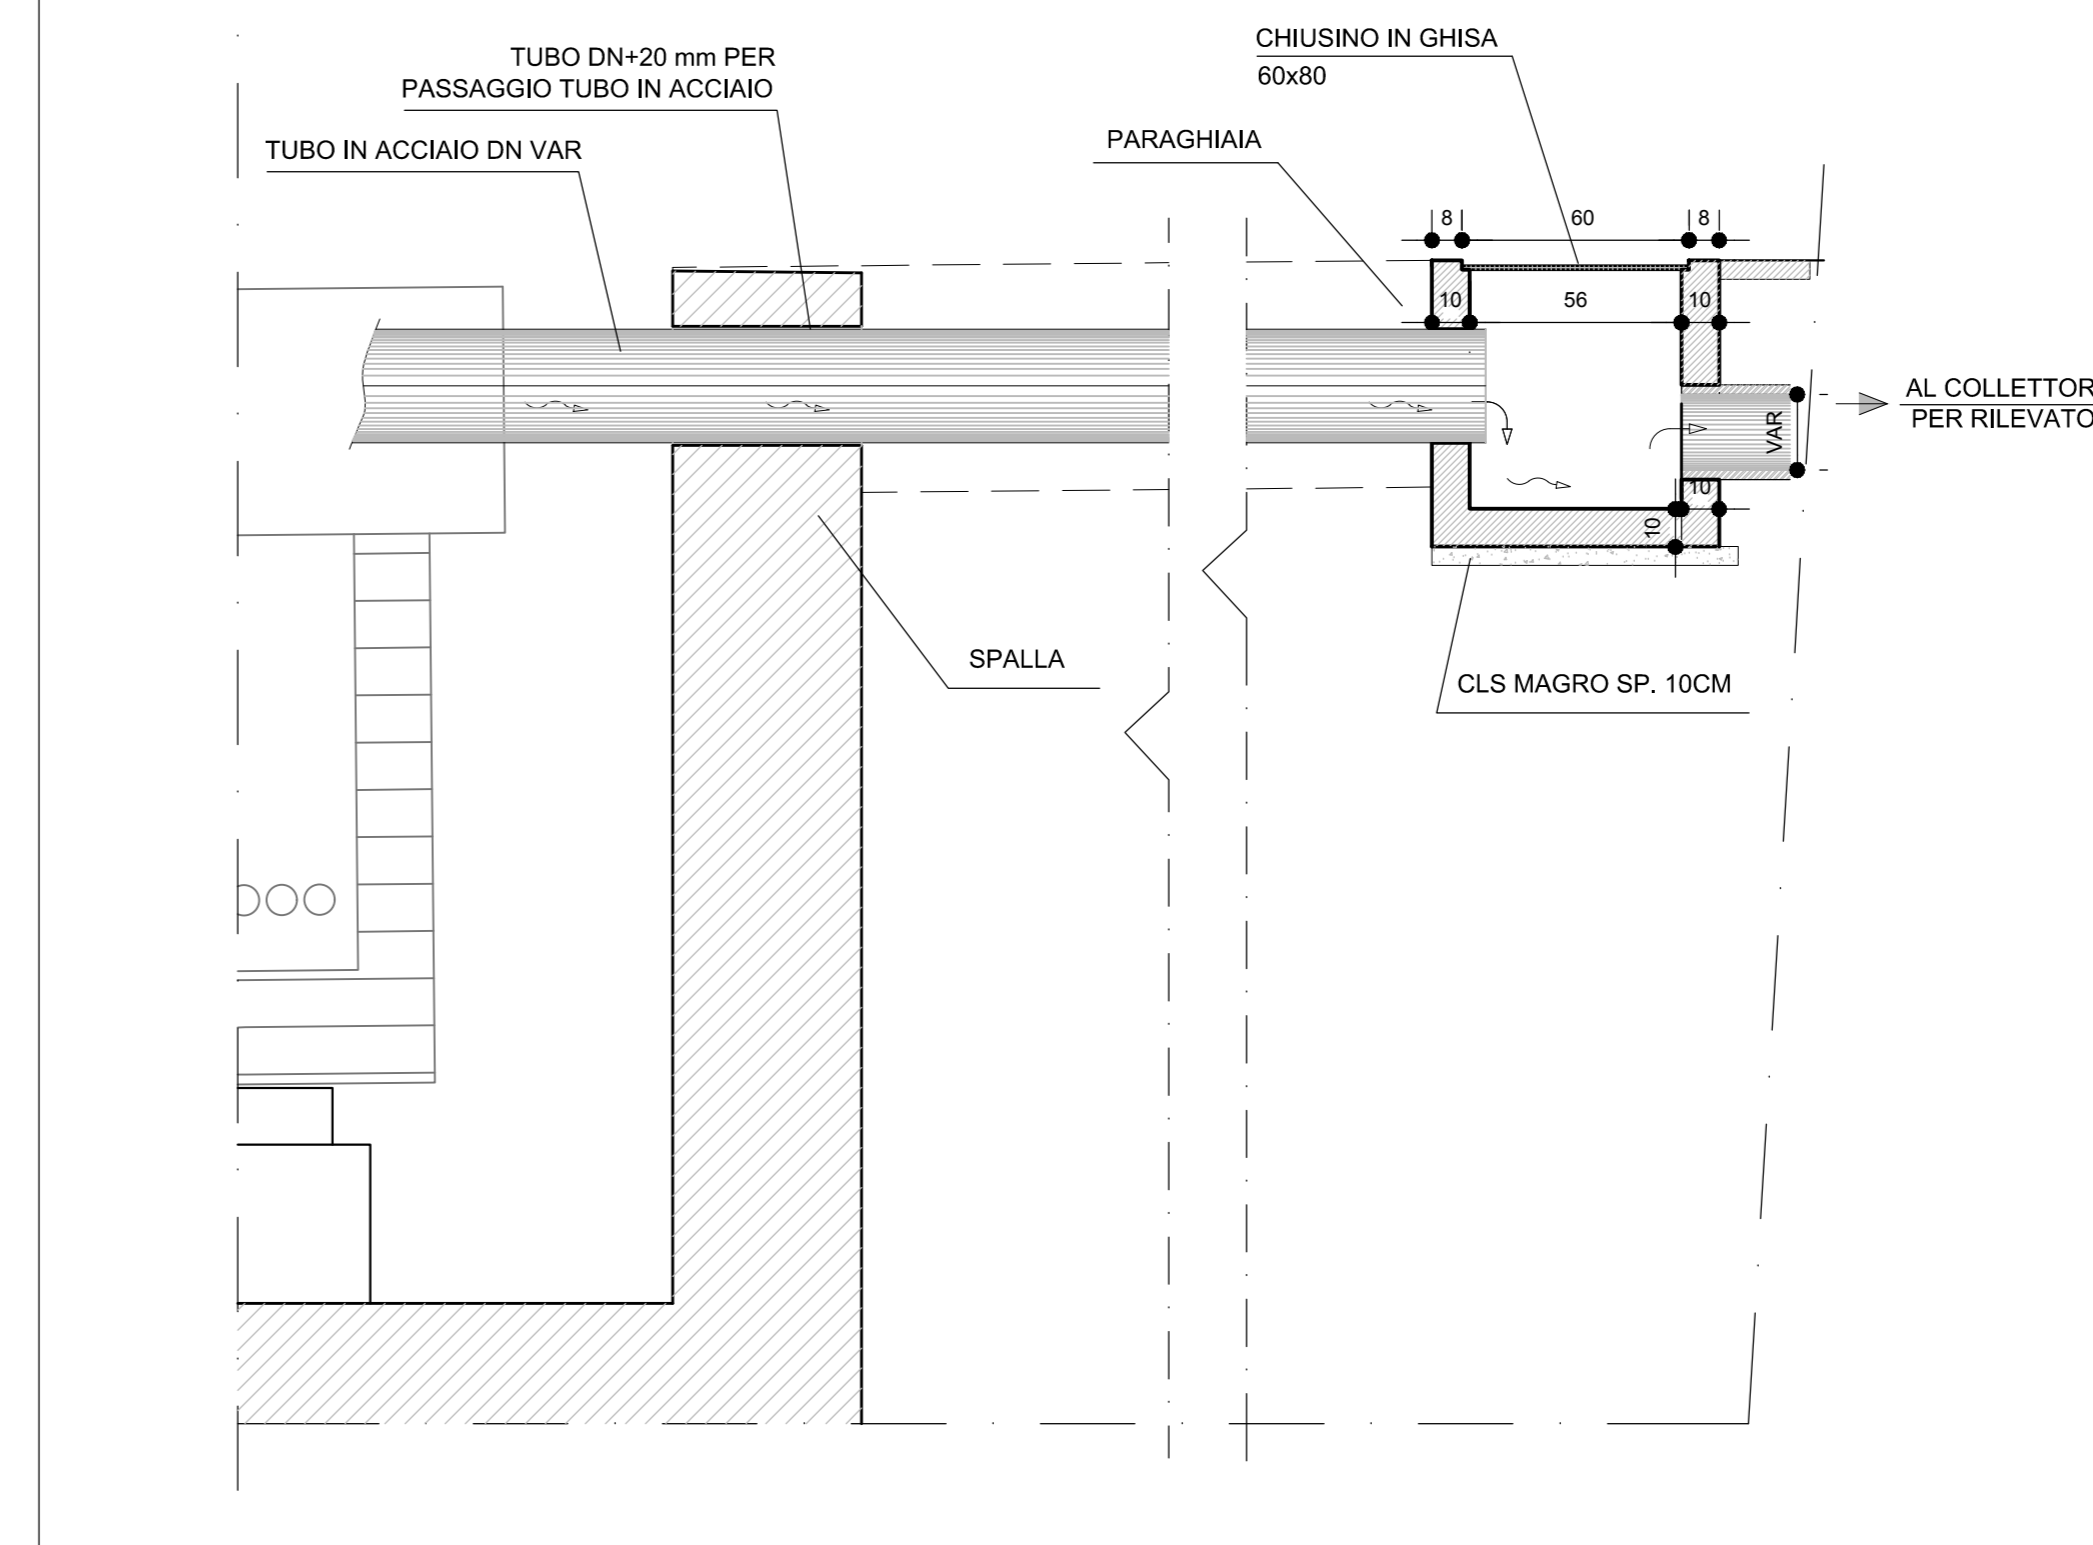 TUBO DN+20 mm PER
PASSAGGIO TUBO IN ACCIAIO
TUBO IN ACCIAIO DN VAR
CHIUSINO IN GHISA
60x80
PARAGHIAIA
8
60
8
10
56
10
AL COLLETTOR
PER RILEVATO
VAR
10
10
SPALLA
CLS MAGRO SP. 10CM